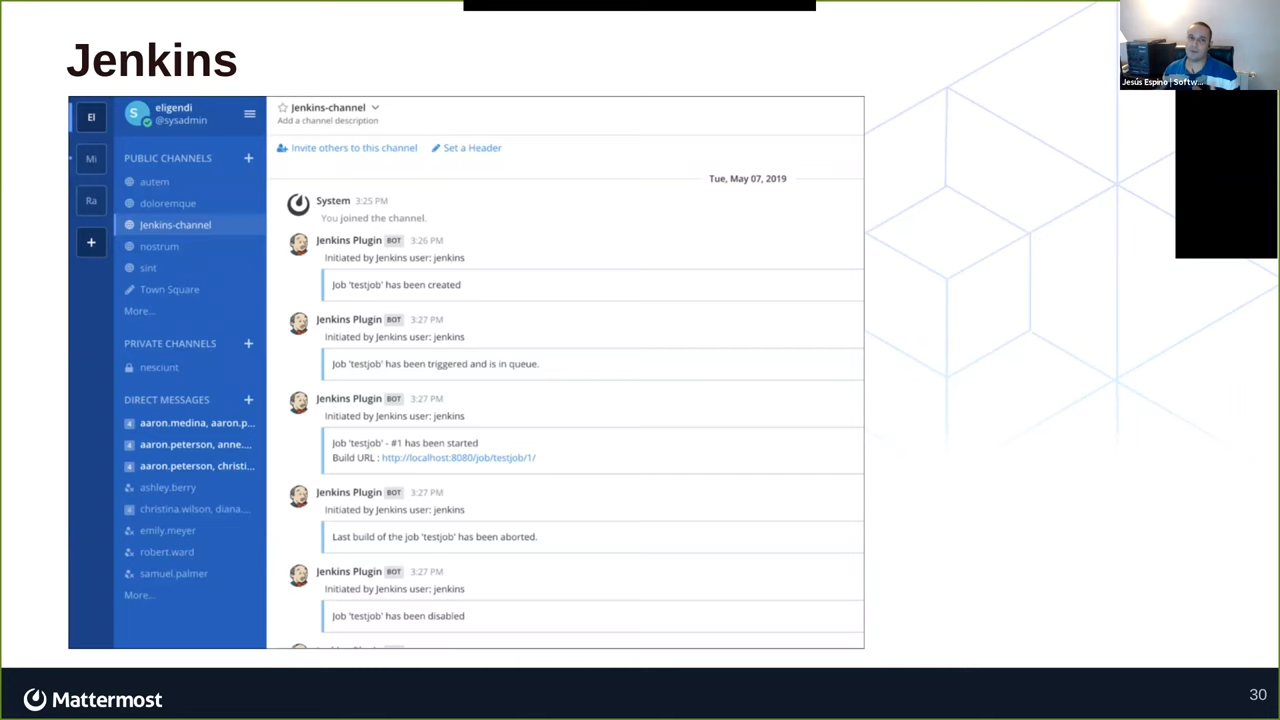 Jenkins
Jesús Espino | Softw...
El
Mi
Ra
+
S
eligendi
@sysadmin
PUBLIC CHANNELS +
autem
doloremque
Jenkins-channel
nostrum
sint
Town Square
More...
PRIVATE CHANNELS +
nesciunt
DIRECT MESSAGES +
4 aaron.medina, aaron.p...
4 aaron.peterson, anne....
4 aaron.peterson, christi...
ashley.berry
4 christina.wilson, diana....
emily.meyer
robert.ward
samuel.palmer
More...
Jenkins-channel
Add a channel description
Invite others to this channel Set a Header
Tue, May 07, 2019
System 3:25 PM
You joined the channel.
Jenkins Plugin BOT 3:26 PM
Initiated by Jenkins user: jenkins
Job 'testjob' has been created
Jenkins Plugin BOT 3:27 PM
Initiated by Jenkins user: jenkins
Job 'testjob' has been triggered and is in queue.
Jenkins Plugin BOT 3:27 PM
Initiated by Jenkins user: jenkins
Job 'testjob' - #1 has been started
Build URL : http://localhost:8080/job/testjob/1/
Jenkins Plugin BOT 3:27 PM
Initiated by Jenkins user: jenkins
Last build of the job 'testjob' has been aborted.
Jenkins Plugin BOT 3:27 PM
Initiated by Jenkins user: jenkins
Job 'testjob' has been disabled
Mattermost
30